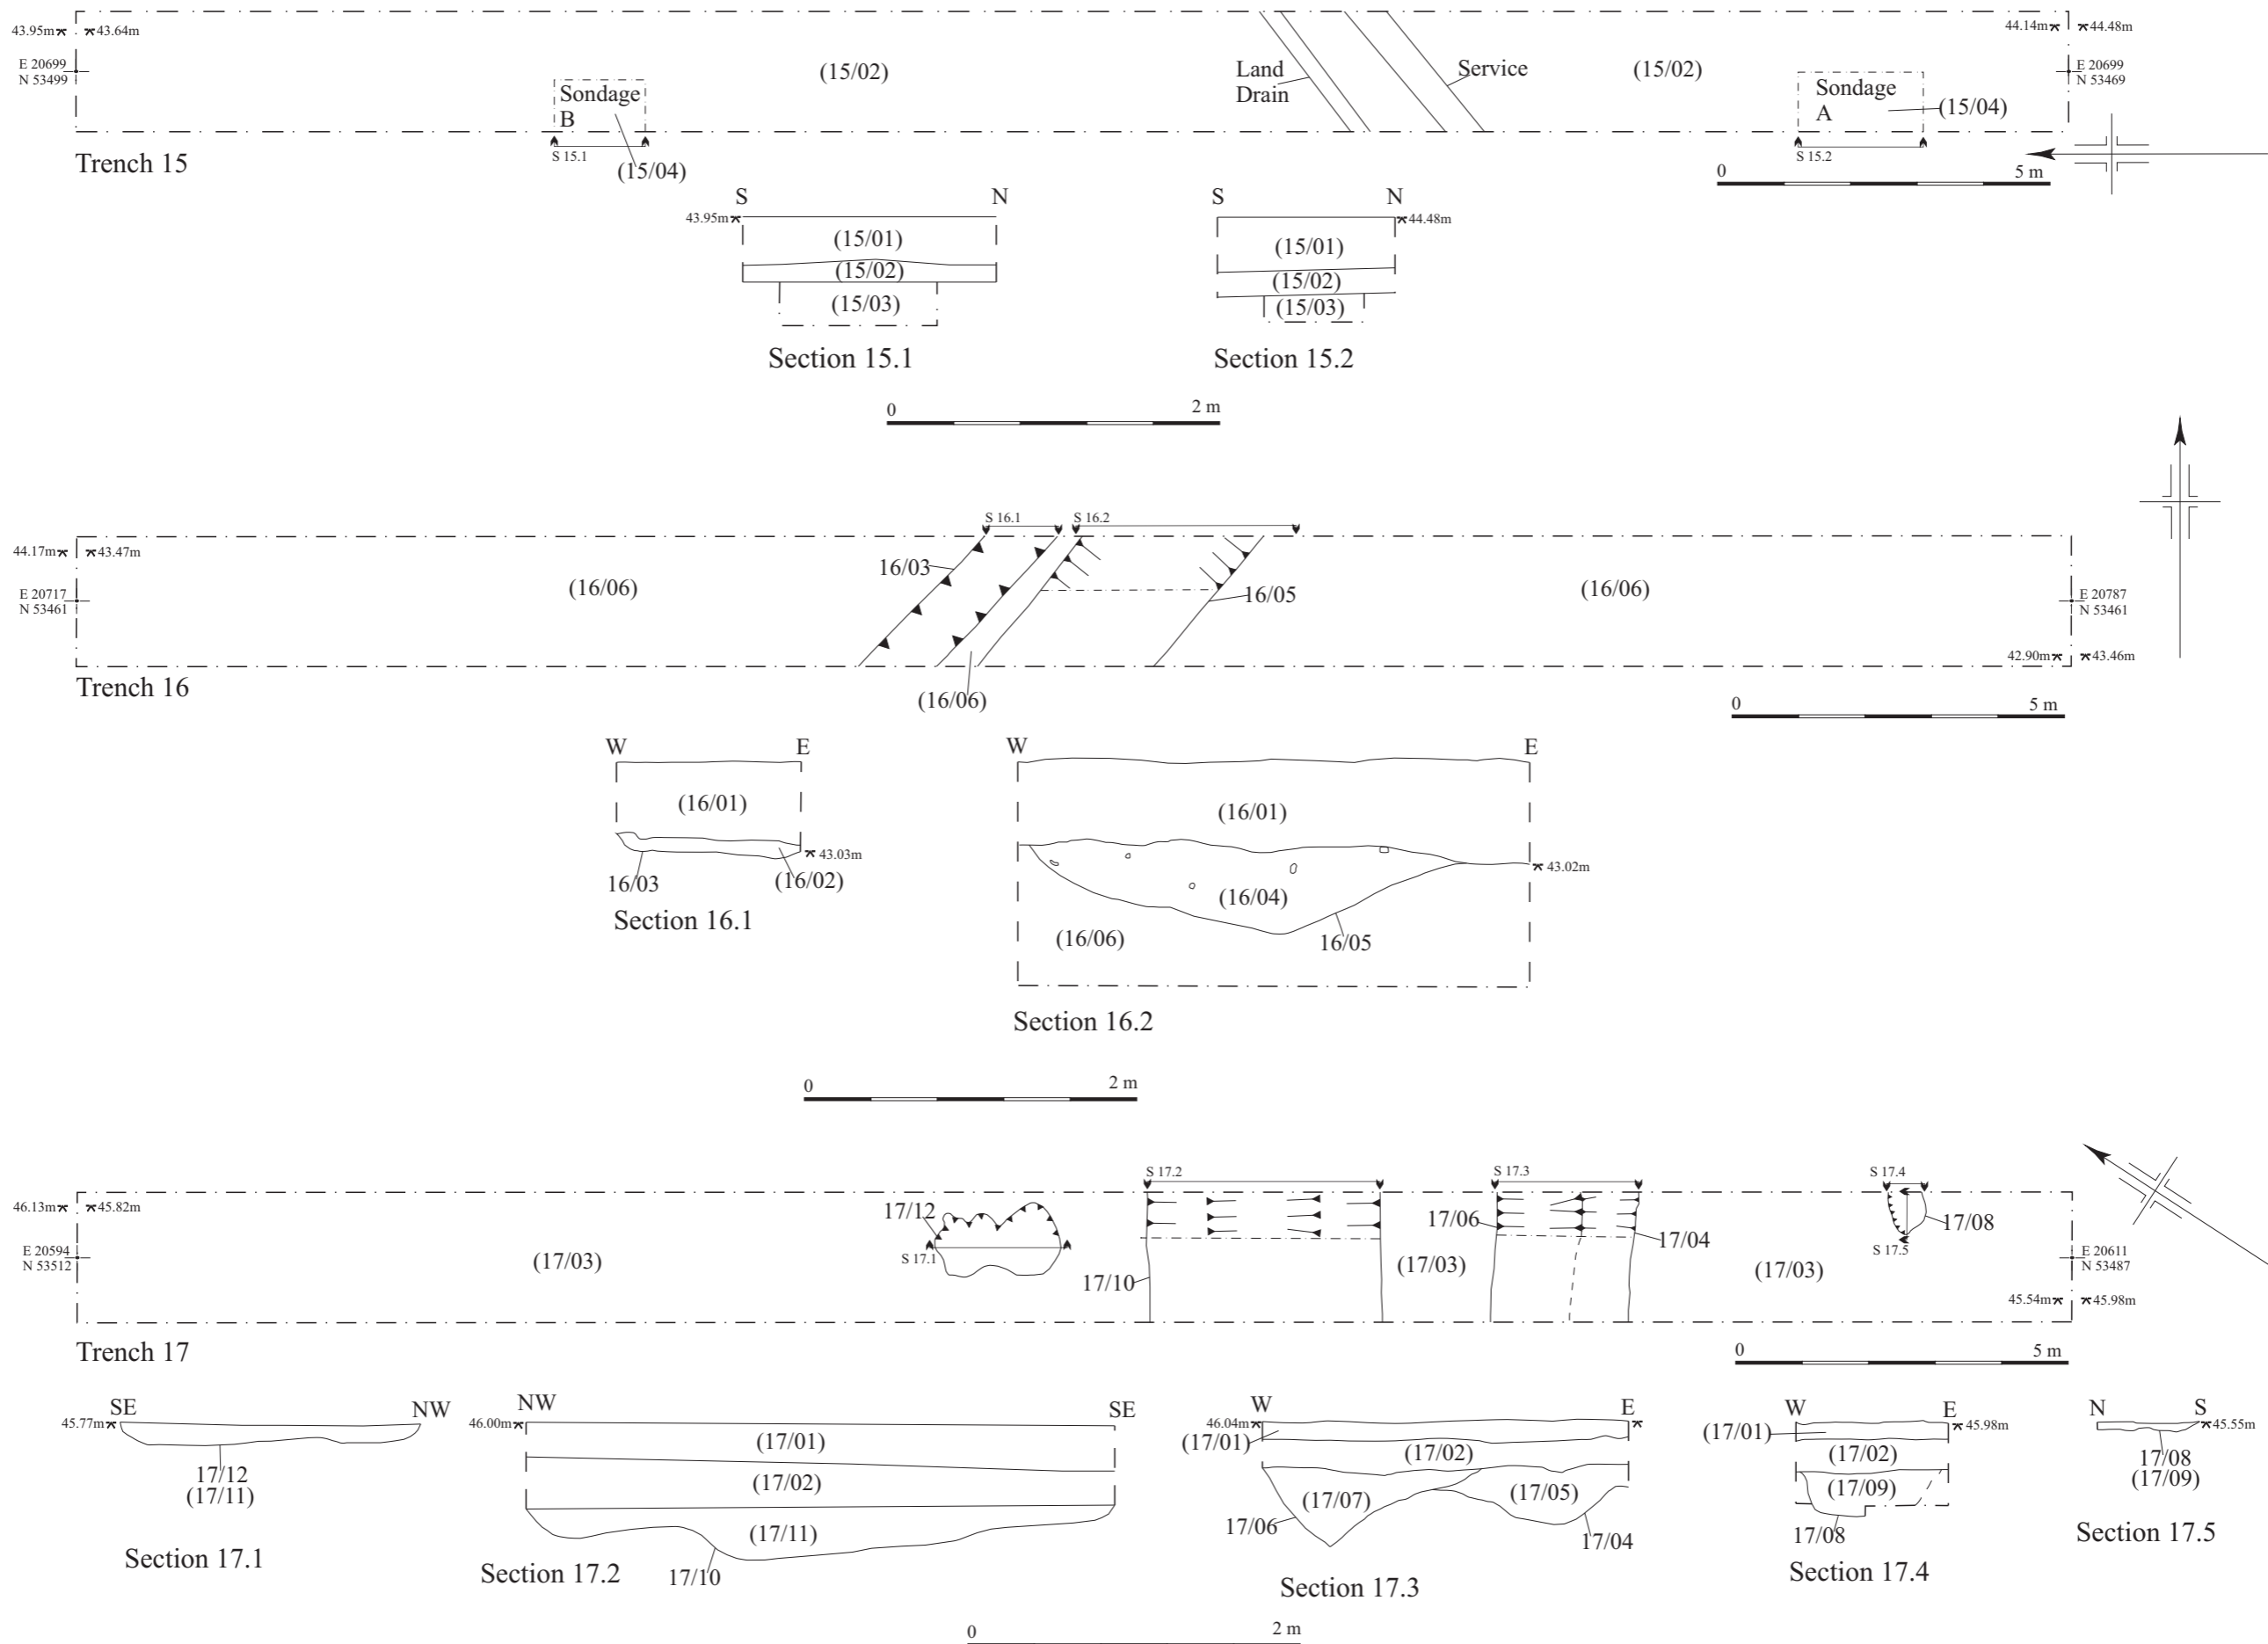 43.95m 43.64m
44.14m 44.48m
E 20699
N 53499
(15/02)
Land
Drain
Service
(15/02)
E 20699
N 53469
Sondage
B
Sondage
A
(15/04)
S 15.1
(15/04)
S 15.2
Trench 15
0 5 m
S N
43.95m
(15/01)
(15/02)
(15/03)
Section 15.1
S N
44.48m
(15/01)
(15/02)
(15/03)
Section 15.2
0 2 m
S 16.1 S 16.2
44.17m 43.47m
E 20717
N 53461
(16/06)
16/03
16/05
(16/06)
E 20787
N 53461
42.90m 43.46m
Trench 16
(16/06)
0 5 m
W E
(16/01)
43.03m
16/03
(16/02)
Section 16.1
W E
(16/01)
43.02m
(16/04)
(16/06)
16/05
Section 16.2
0 2 m
S 17.2
S 17.3
S 17.4
46.13m 45.82m
E 20594
N 53512
(17/03)
17/12
S 17.1
17/10
(17/03)
17/06
17/04
(17/03)
17/08
S 17.5
E 20611
N 53487
45.54m 45.98m
Trench 17
0 5 m
SE NW
45.77m
17/12
(17/11)
Section 17.1
NW SE
46.00m
(17/01)
(17/02)
(17/11)
17/10
Section 17.2
W E
46.04m
(17/01)
(17/02)
(17/07)
(17/05)
17/06
17/04
Section 17.3
W E
45.98m
(17/01)
(17/02)
(17/09)
17/08
Section 17.4
N S
45.55m
17/08
(17/09)
Section 17.5
0 2 m